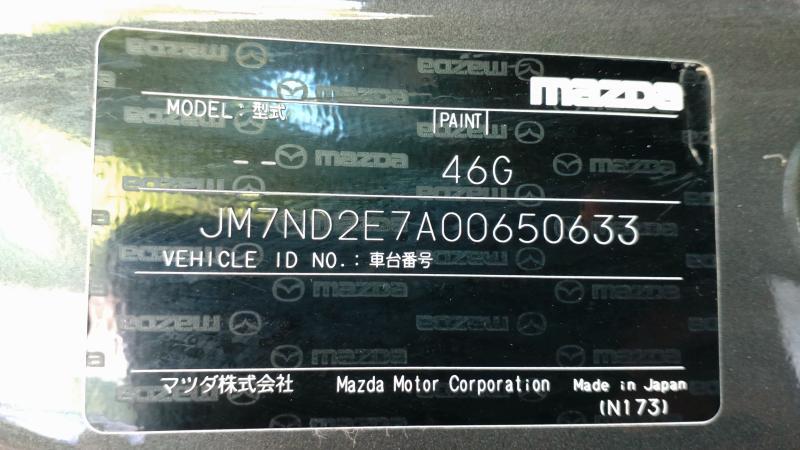 mazda
MODEL: 型式
PAINT
-- 46G
JM7ND2E7A00650633
VEHICLE ID NO.: 車台番号
マツダ株式会社 Mazda Motor Corporation Made in Japan
(N173)